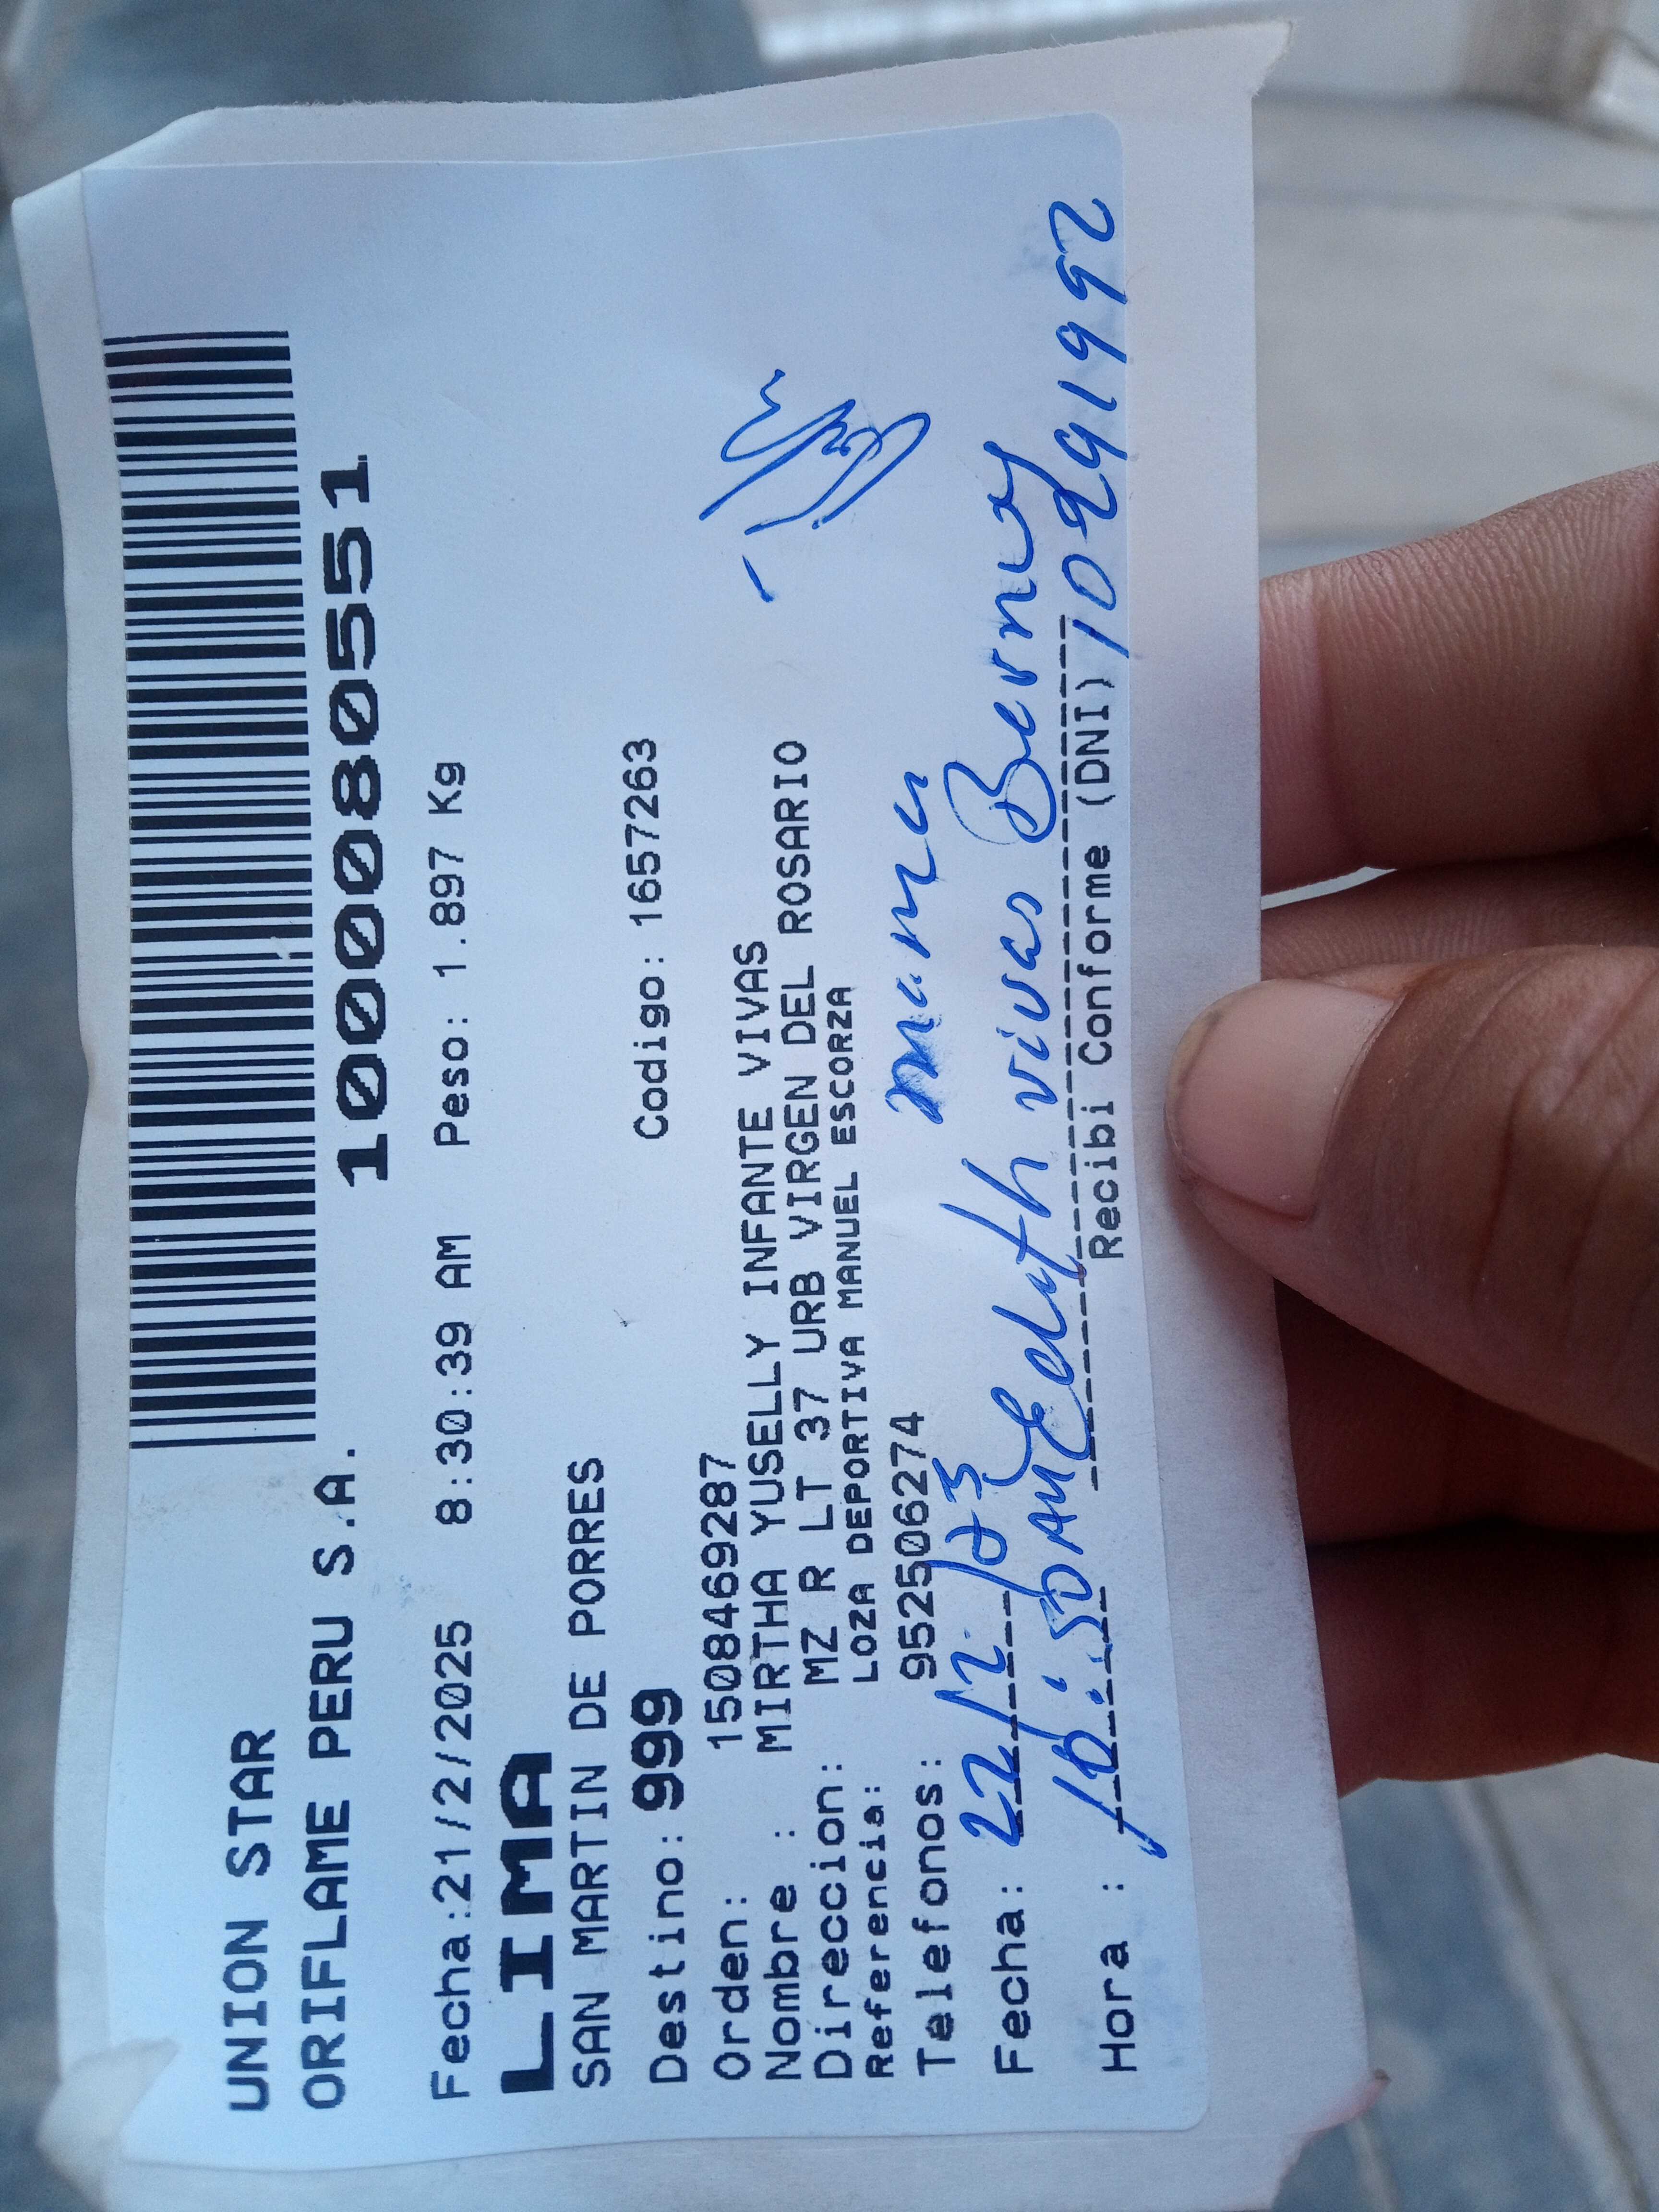 UNION STAR
ORIFLAME PERU S.A.
1000080551
Fecha:21/2/2025 8:30:39 AM Peso: 1.897 Kg
LIMA
SAN MARTIN DE PORRES
Destino: 999 Codigo: 1657263
Orden: 1508469287
Nombre : MIRTHA YUSELLY INFANTE VIVAS
Direccion: MZ R LT 37 URB VIRGEN DEL ROSARIO
Referencia: LOZA DEPORTIVA MANUEL ESCORZA
Telefonos: 952506274
mama
Fecha: 22/2/23
Edith vivas
Hora : 10:50AM
Recibi Conforme (DNI) 10291992